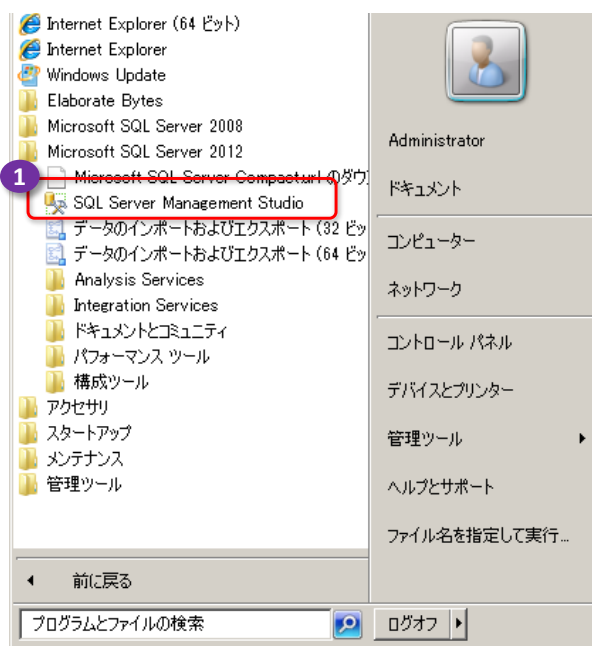 Internet Explorer (64 ビット)
Internet Explorer
Windows Update
Elaborate Bytes
Microsoft SQL Server 2008
Microsoft SQL Server 2012
1
Microsoft SQL Server Compact.url のダウ
SQL Server Management Studio
データのインポートおよびエクスポート (32 ビッ
データのインポートおよびエクスポート (64 ビッ
Analysis Services
Integration Services
ドキュメントとコミュニティ
パフォーマンス ツール
構成ツール
アクセサリ
スタートアップ
メンテナンス
管理ツール
前に戻る
プログラムとファイルの検索
Administrator
ドキュメント
コンピューター
ネットワーク
コントロール パネル
デバイスとプリンター
管理ツール
ヘルプとサポート
ファイル名を指定して実行...
ログオフ